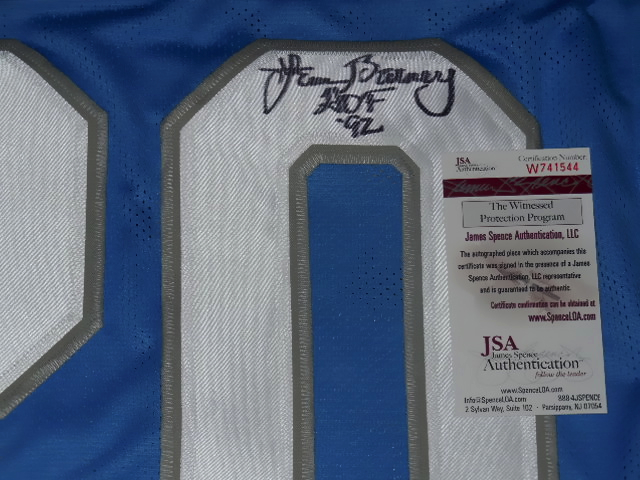 Lem Barney
HOF
-92
JSA
Authentication
Certification Number
W741544
The Witnessed
Protection Program
James Spence Authentication, LLC
The autographed piece which accompanies this
certificate was signed in the presence of a James
Spence Authentication, LLC representative
and is guaranteed to be authentic
Certificate confirmation can be obtained at
www.SpenceLOA.com
JSA
James Spence
Authentication
follow the leader
www.SpenceLOA.com
Info@SpenceLOA.com 888-4JSPENCE
2 Sylvan Way, Suite 102 · Parsippany, NJ 07054